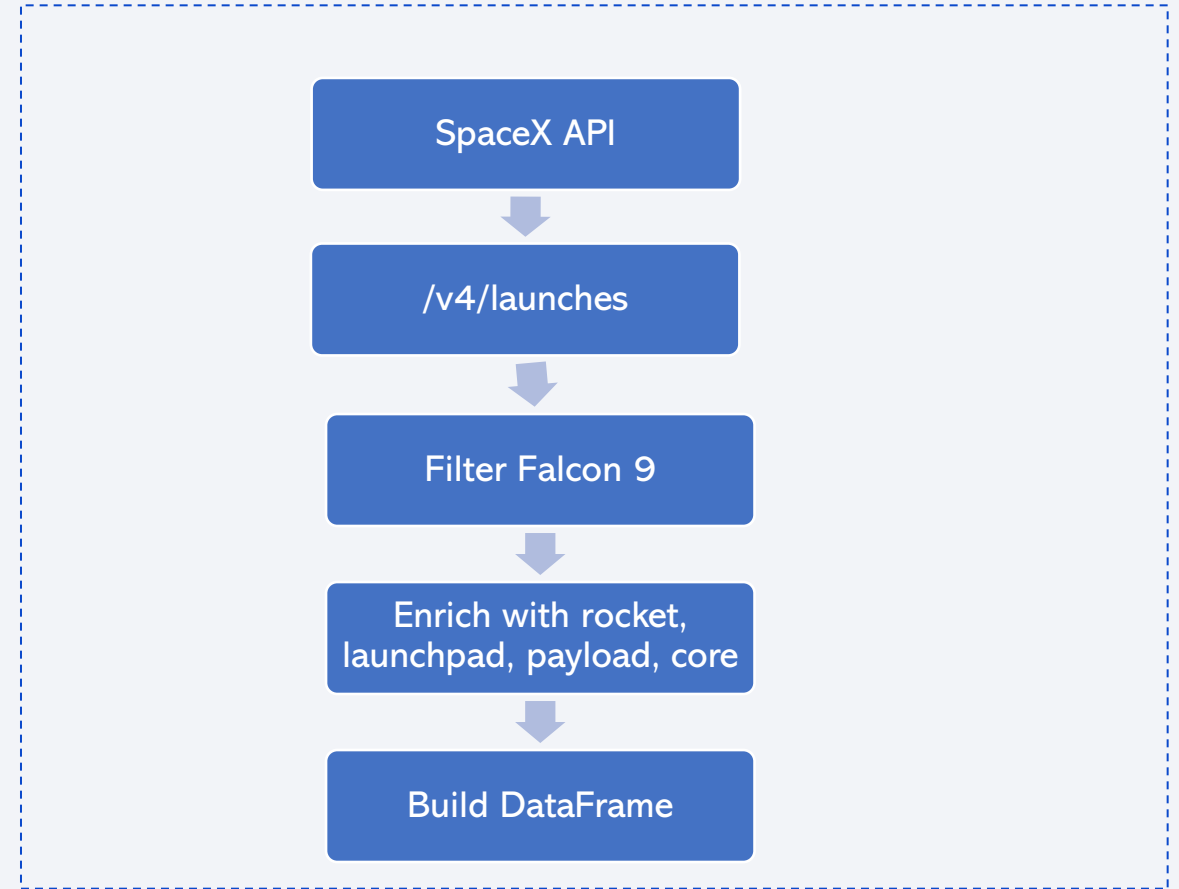 SpaceX API
/v4/launches
Filter Falcon 9
Enrich with rocket,
launchpad, payload, core
Build DataFrame